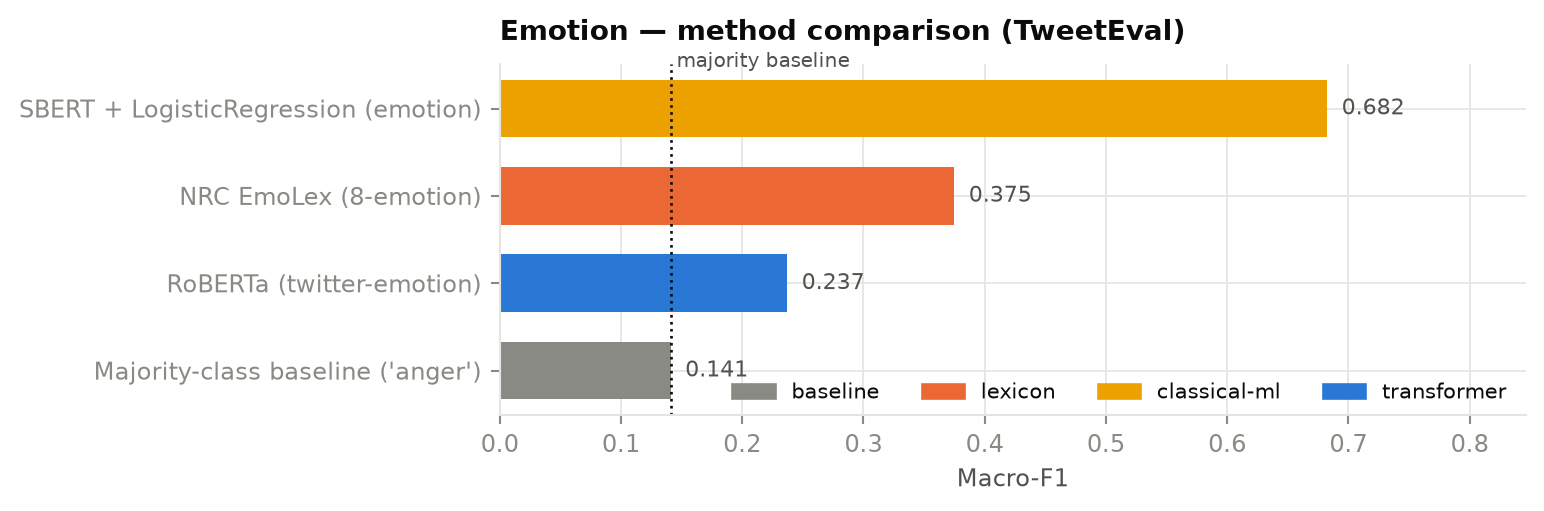 Emotion — method comparison (TweetEval)
majority baseline
SBERT + LogisticRegression (emotion)
0.682
NRC EmoLex (8-emotion)
0.375
RoBERTa (twitter-emotion)
0.237
Majority-class baseline ('anger')
0.141
baseline lexicon classical-ml transformer
0.0 0.1 0.2 0.3 0.4 0.5 0.6 0.7 0.8
Macro-F1